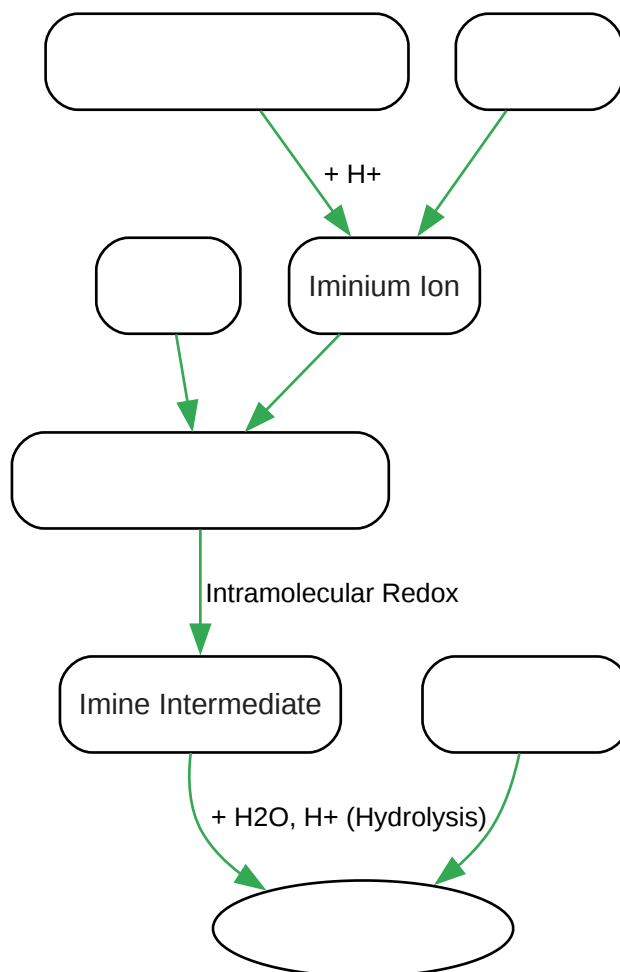 + H+
Iminium Ion
Intramolecular Redox
Imine Intermediate
+ H2O, H+ (Hydrolysis)